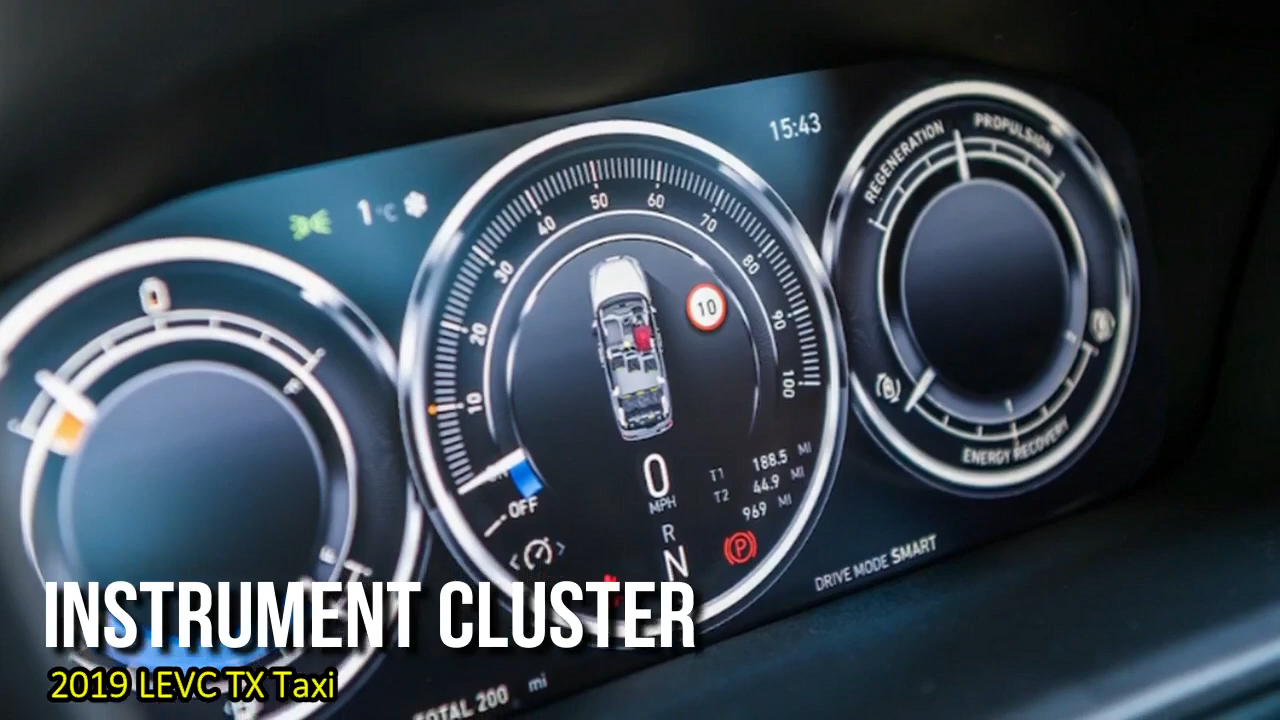 15:43
1 °C
REGENERATION
PROPULSION
10
20
30
40
50
60
70
80
90
100
10
OFF
0
MPH
T1 188.5 MI
T2 44.9 MI
969 MI
R
N
P
ENERGY RECOVERY
DRIVE MODE SMART
INSTRUMENT CLUSTER
2019 LEVC TX Taxi
TOTAL 200 mi